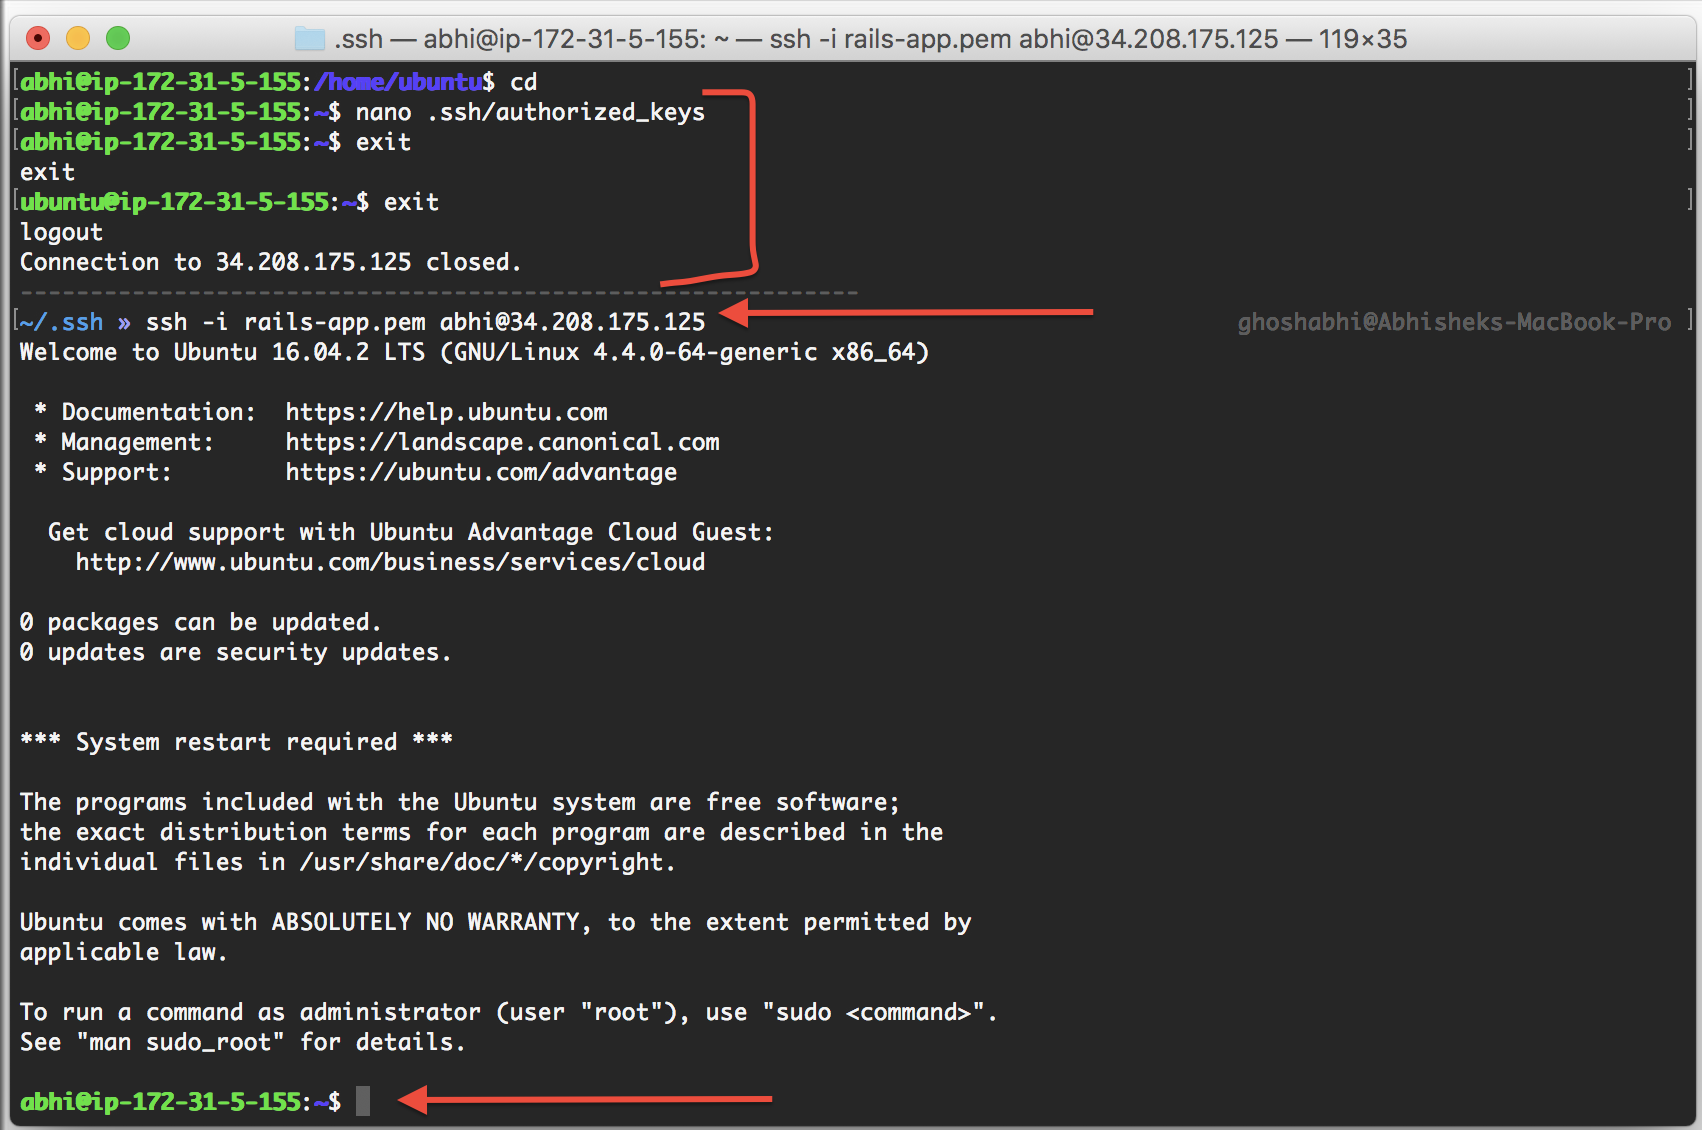 .ssh — abhi@ip-172-31-5-155: ~ — ssh -i rails-app.pem abhi@34.208.175.125 — 119×35
[abhi@ip-172-31-5-155:/home/ubuntu$ cd ]
[abhi@ip-172-31-5-155:~$ nano .ssh/authorized_keys ]
[abhi@ip-172-31-5-155:~$ exit ]
exit
[ubuntu@ip-172-31-5-155:~$ exit ]
logout
Connection to 34.208.175.125 closed.
------------------------------------------------------------
[~/.ssh » ssh -i rails-app.pem abhi@34.208.175.125 ghoshabhi@Abhisheks-MacBook-Pro ]
Welcome to Ubuntu 16.04.2 LTS (GNU/Linux 4.4.0-64-generic x86_64)
* Documentation: https://help.ubuntu.com
* Management: https://landscape.canonical.com
* Support: https://ubuntu.com/advantage
Get cloud support with Ubuntu Advantage Cloud Guest:
http://www.ubuntu.com/business/services/cloud
0 packages can be updated.
0 updates are security updates.
*** System restart required ***
The programs included with the Ubuntu system are free software;
the exact distribution terms for each program are described in the
individual files in /usr/share/doc/*/copyright.
Ubuntu comes with ABSOLUTELY NO WARRANTY, to the extent permitted by
applicable law.
To run a command as administrator (user "root"), use "sudo <command>".
See "man sudo_root" for details.
abhi@ip-172-31-5-155:~$